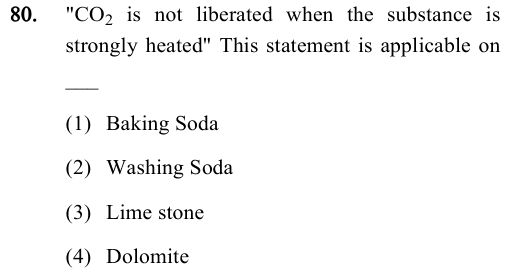 80. "CO₂ is not liberated when the substance is
strongly heated" This statement is applicable on
___
(1) Baking Soda
(2) Washing Soda
(3) Lime stone
(4) Dolomite